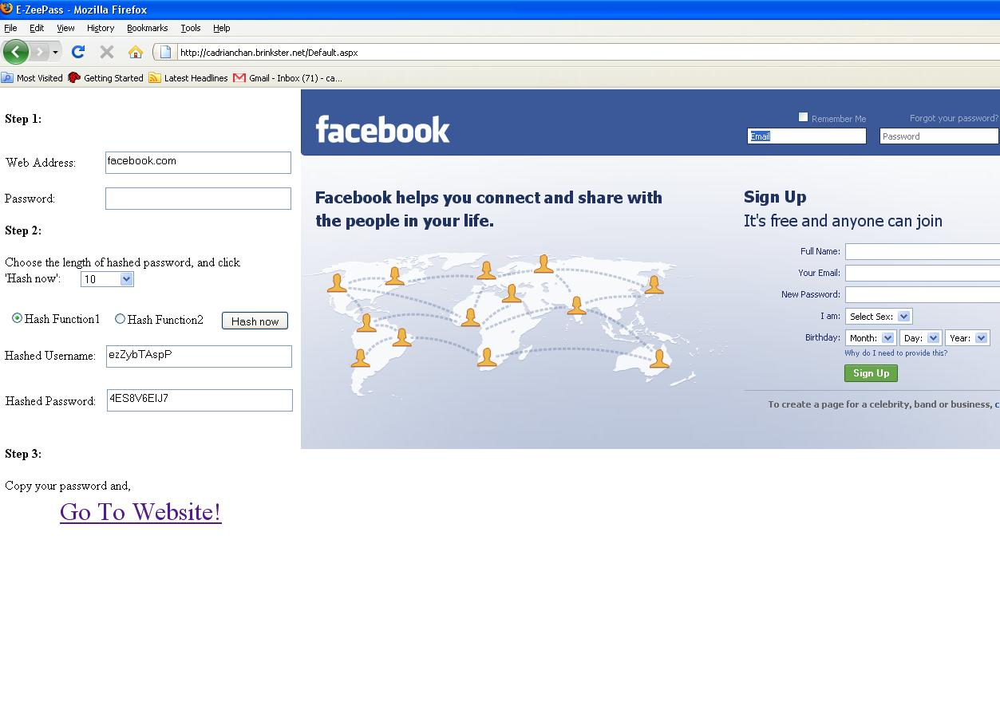 E-ZeePass - Mozilla Firefox
File Edit View History Bookmarks Tools Help
http://cadrianchan.brinkster.net/Default.aspx
Most Visited Getting Started Latest Headlines Gmail - Inbox (71) - ca...
Step 1:
Web Address: facebook.com
Password:
Step 2:
Choose the length of hashed password, and click
'Hash now': 10
Hash Function1 Hash Function2 Hash now
Hashed Username: ezZybTAspP
Hashed Password: 4ES8V6EIJ7
Step 3:
Copy your password and,
Go To Website!
facebook
Remember Me Forgot your password?
Email Password
Facebook helps you connect and share with
the people in your life.
Sign Up
It's free and anyone can join
Full Name:
Your Email:
New Password:
I am: Select Sex:
Birthday: Month: Day: Year:
Why do I need to provide this?
Sign Up
To create a page for a celebrity, band or business, c